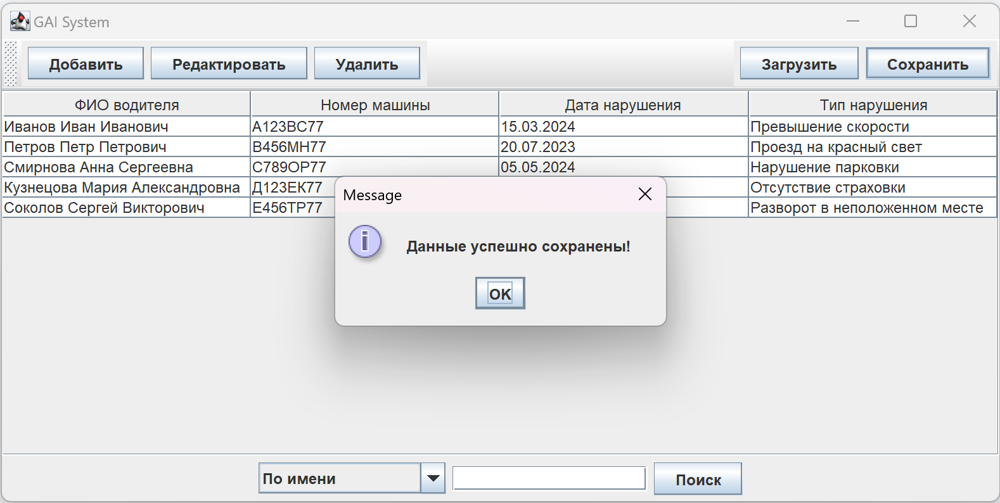 GAI System
Добавить Редактировать Удалить Загрузить Сохранить
ФИО водителя Номер машины Дата нарушения Тип нарушения
Иванов Иван Иванович А123ВС77 15.03.2024 Превышение скорости
Петров Петр Петрович В456МН77 20.07.2023 Проезд на красный свет
Смирнова Анна Сергеевна С789ОР77 05.05.2024 Нарушение парковки
Кузнецова Мария Александровна Д123ЕК77 Отсутствие страховки
Соколов Сергей Викторович Е456ТР77 Разворот в неположенном месте
Message
Данные успешно сохранены!
OK
По имени Поиск